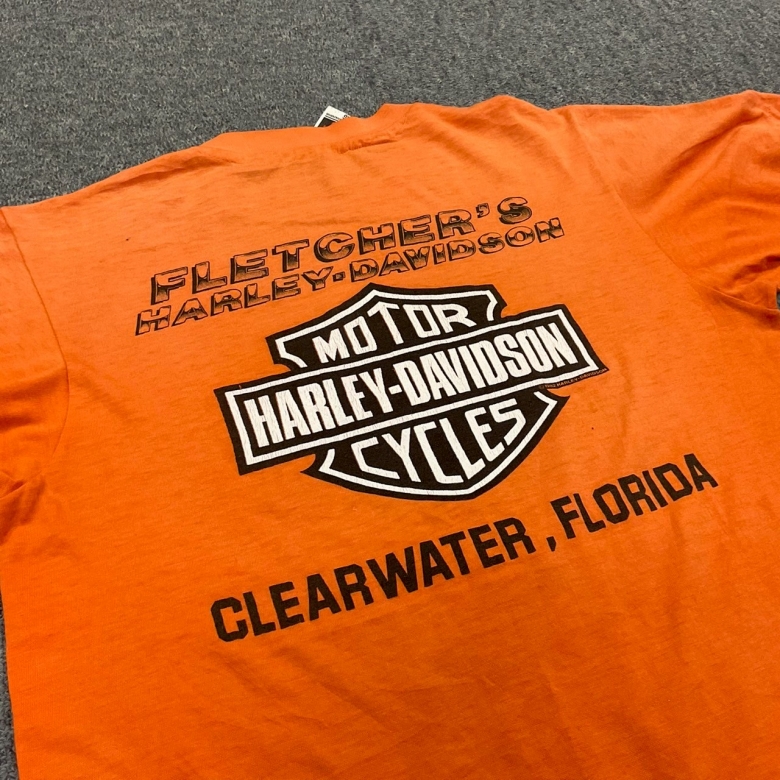 FLETCHER'S
HARLEY-DAVIDSON
MOTOR
HARLEY-DAVIDSON
CYCLES
CLEARWATER, FLORIDA